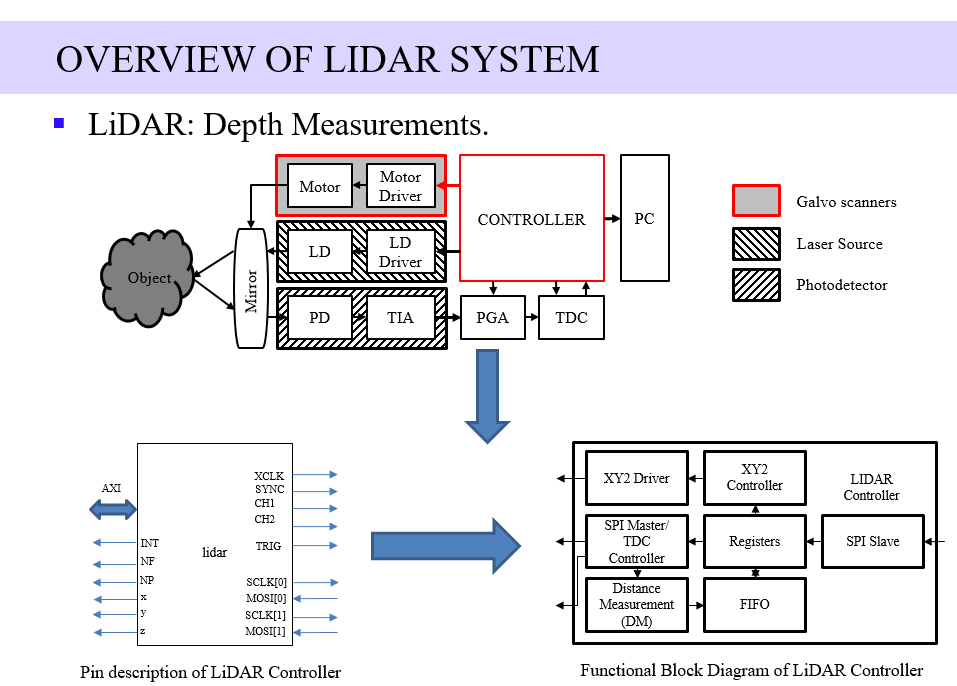 OVERVIEW OF LIDAR SYSTEM
LiDAR: Depth Measurements.
Motor
Motor
Driver
CONTROLLER
PC
Galvo scanners
LD
LD
Driver
Laser Source
Object
Mirror
Photodetector
PD
TIA
PGA
TDC
AXI
INT
NF
NP
x
y
z
lidar
XCLK
SYNC
CH1
CH2
TRIG
SCLK[0]
MOSI[0]
SCLK[1]
MOSI[1]
Pin description of LiDAR Controller
XY2 Driver
XY2
Controller
LIDAR
Controller
SPI Master/
TDC
Controller
Registers
SPI Slave
Distance
Measurement
(DM)
FIFO
Functional Block Diagram of LiDAR Controller